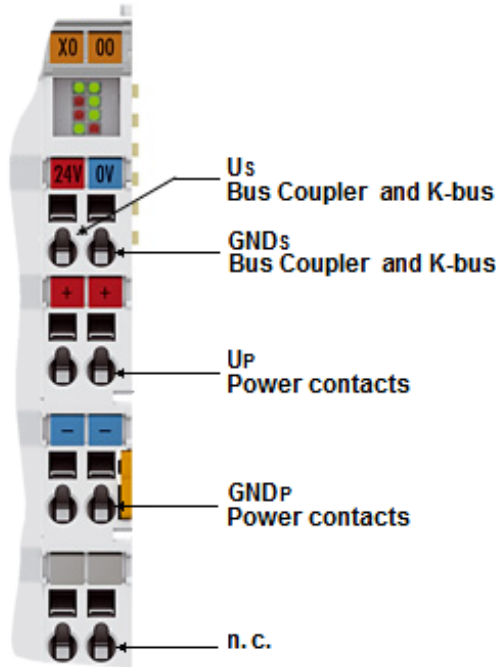 X0 00
24V 0V
Us
Bus Coupler and K-bus
GNDs
Bus Coupler and K-bus
+ +
UP
Power contacts
− −
GNDP
Power contacts
n. c.